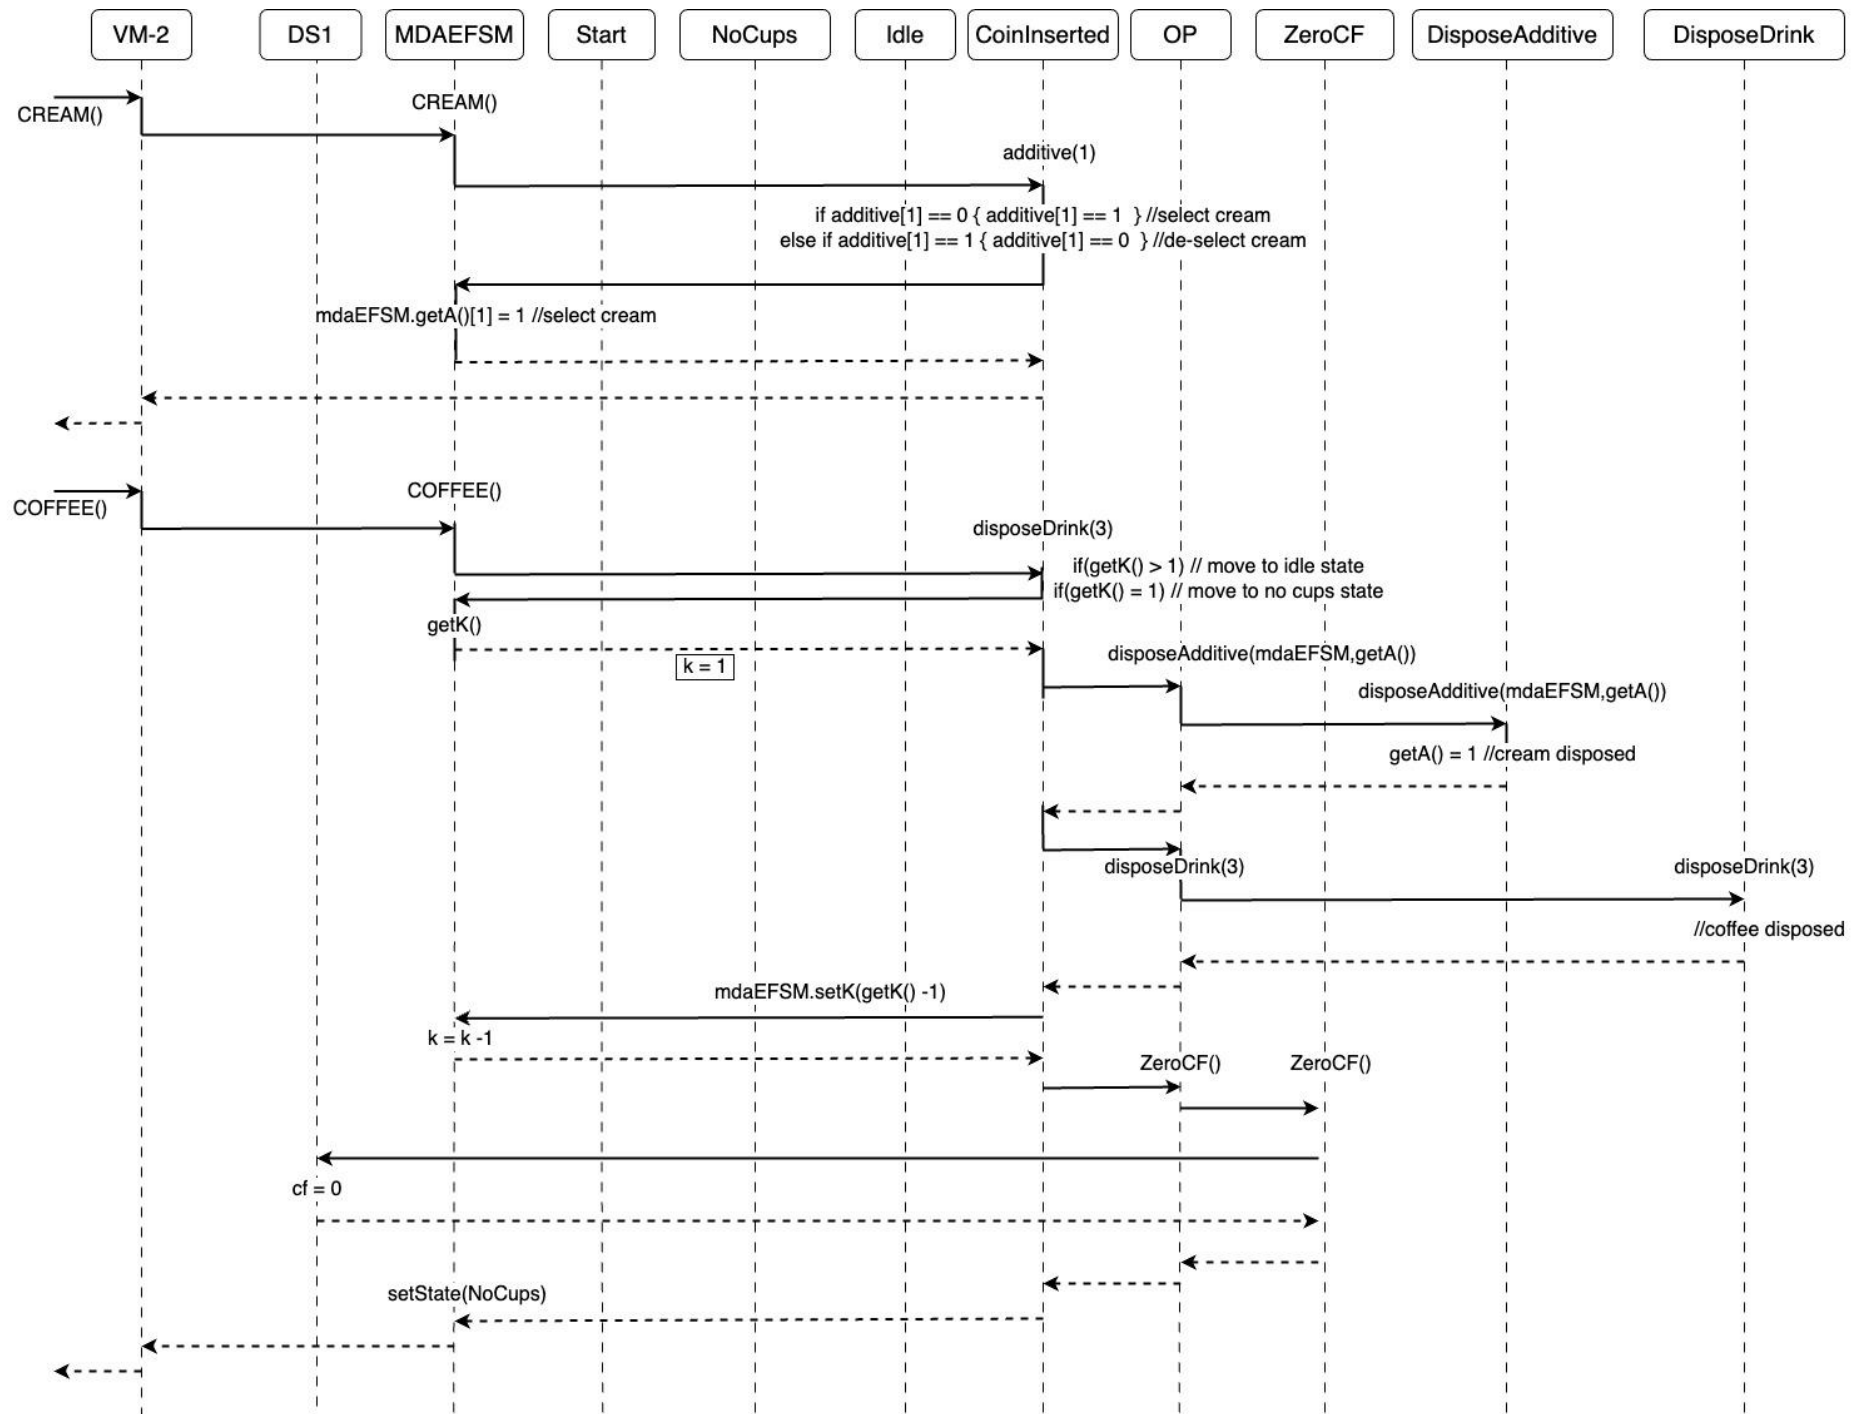 VM-2
DS1
MDAEFSM
Start
NoCups
Idle
CoinInserted
OP
ZeroCF
DisposeAdditive
DisposeDrink
CREAM()
CREAM()
additive(1)
if additive[1] == 0 { additive[1] == 1 } //select cream
else if additive[1] == 1 { additive[1] == 0 } //de-select cream
mdaEFSM.getA()[1] = 1 //select cream
COFFEE()
COFFEE()
disposeDrink(3)
if(getK() > 1) // move to idle state
if(getK() = 1) // move to no cups state
getK()
k = 1
disposeAdditive(mdaEFSM,getA())
disposeAdditive(mdaEFSM,getA())
getA() = 1 //cream disposed
disposeDrink(3)
disposeDrink(3)
//coffee disposed
mdaEFSM.setK(getK() -1)
k = k -1
ZeroCF()
ZeroCF()
cf = 0
setState(NoCups)